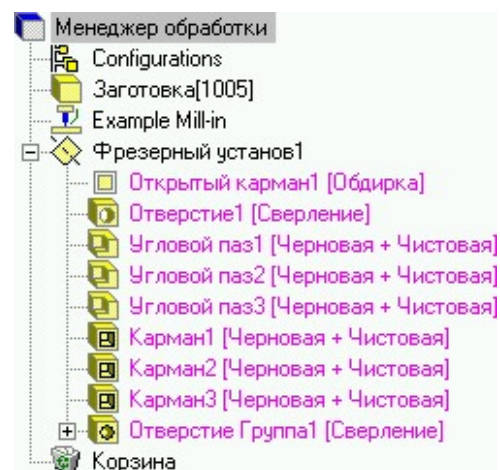 Менеджер обработки
Configurations
Заготовка[1005]
Example Mill-in
Фрезерный установ1
Открытый карман1 [Обдирка]
Отверстие1 [Сверление]
Угловой паз1 [Черновая + Чистовая]
Угловой паз2 [Черновая + Чистовая]
Угловой паз3 [Черновая + Чистовая]
Карман1 [Черновая + Чистовая]
Карман2 [Черновая + Чистовая]
Карман3 [Черновая + Чистовая]
Отверстие Группа1 [Сверление]
Корзина